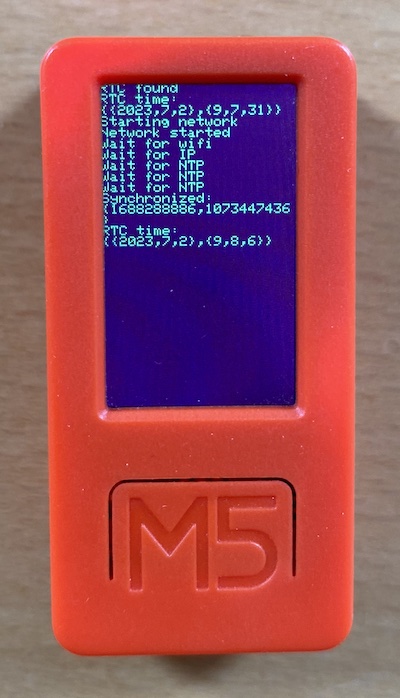 RTC found
RTC time:
{{2023,7,2},{9,7,31}}
Starting network
Network started
Wait for wifi
Wait for IP
Wait for NTP
Wait for NTP
Wait for NTP
Synchronized:
{1688288886,1073447436
}
RTC time:
{{2023,7,2},{9,8,6}}
M5